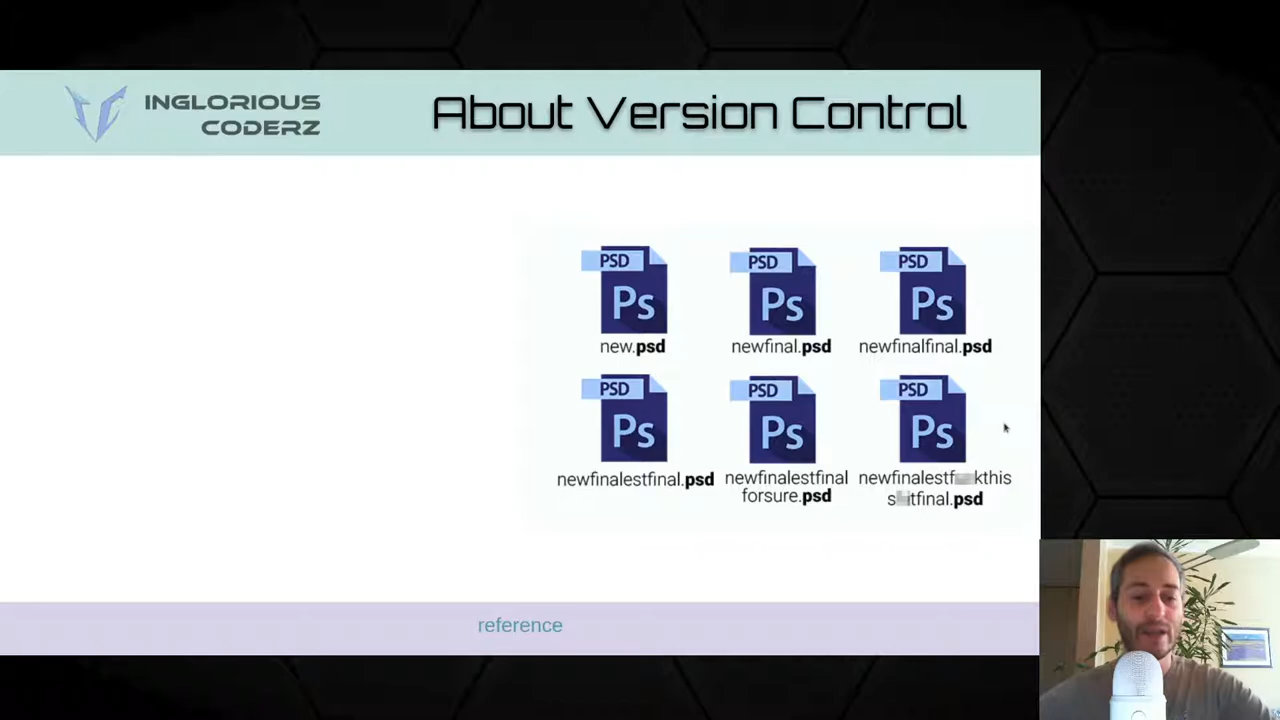 INGLORIOUS
CODERZ
About Version Control
PSD
Ps
new.psd
PSD
Ps
newfinal.psd
PSD
Ps
newfinalfinal.psd
PSD
Ps
newfinalestfinal.psd
PSD
Ps
newfinalestfinal
forsure.psd
PSD
Ps
newfinalestf kthis
s itfinal.psd
reference